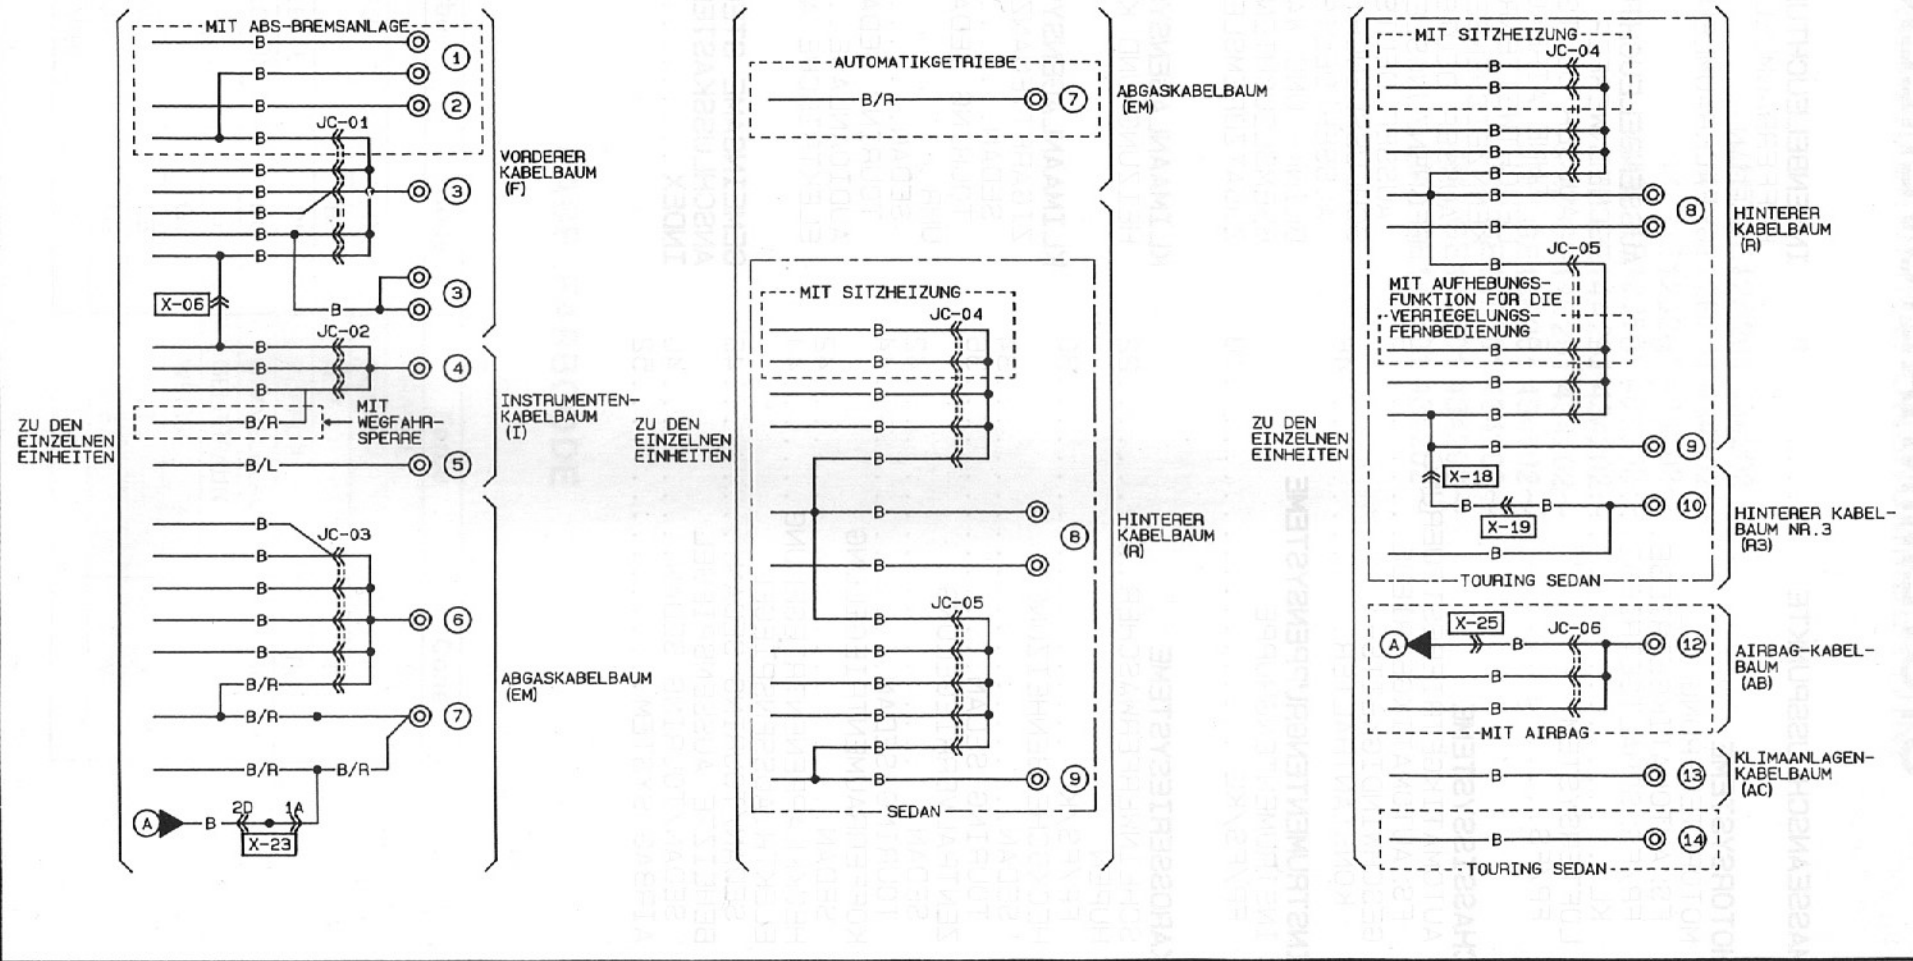 MIT ABS-BREMSANLAGE
B
1
B
B
2
JC-01
B
B
VORDERER
KABELBAUM
(F)
B
3
B
B
B
X-06
B
3
JC-02
B
B
4
B
INSTRUMENTEN-
KABELBAUM
(I)
MIT
WEGFAHR-
SPERRE
B/R
ZU DEN
EINZELNEN
EINHEITEN
B/L
5
B
JC-03
B
B
B
6
B
B/R
ABGASKABELBAUM
(EM)
B/R
7
B/R
B/R
A
B
2D
1A
X-23
AUTOMATIKGETRIEBE
B/R
7
ABGASKABELBAUM
(EM)
MIT SITZHEIZUNG
JC-04
B
B
B
B
B
ZU DEN
EINZELNEN
EINHEITEN
B
8
B
HINTERER
KABELBAUM
(R)
JC-05
B
B
B
B
B
B
9
SEDAN
MIT SITZHEIZUNG
JC-04
B
B
B
B
B
B
8
B
HINTERER
KABELBAUM
(R)
JC-05
B
MIT AUFHEBUNGS-
FUNKTION FÖR DIE
VERRIEGELUNGS-
FERNBEDIENUNG
B
B
B
ZU DEN
EINZELNEN
EINHEITEN
B
9
X-18
B
B
10
X-19
HINTERER KABEL-
BAUM NR.3
(R3)
B
TOURING SEDAN
X-25
A
B
JC-06
12
B
B
AIRBAG-KABEL-
BAUM
(AB)
MIT AIRBAG
B
13
KLIMAANLAGEN-
KABELBAUM
(AC)
B
14
TOURING SEDAN